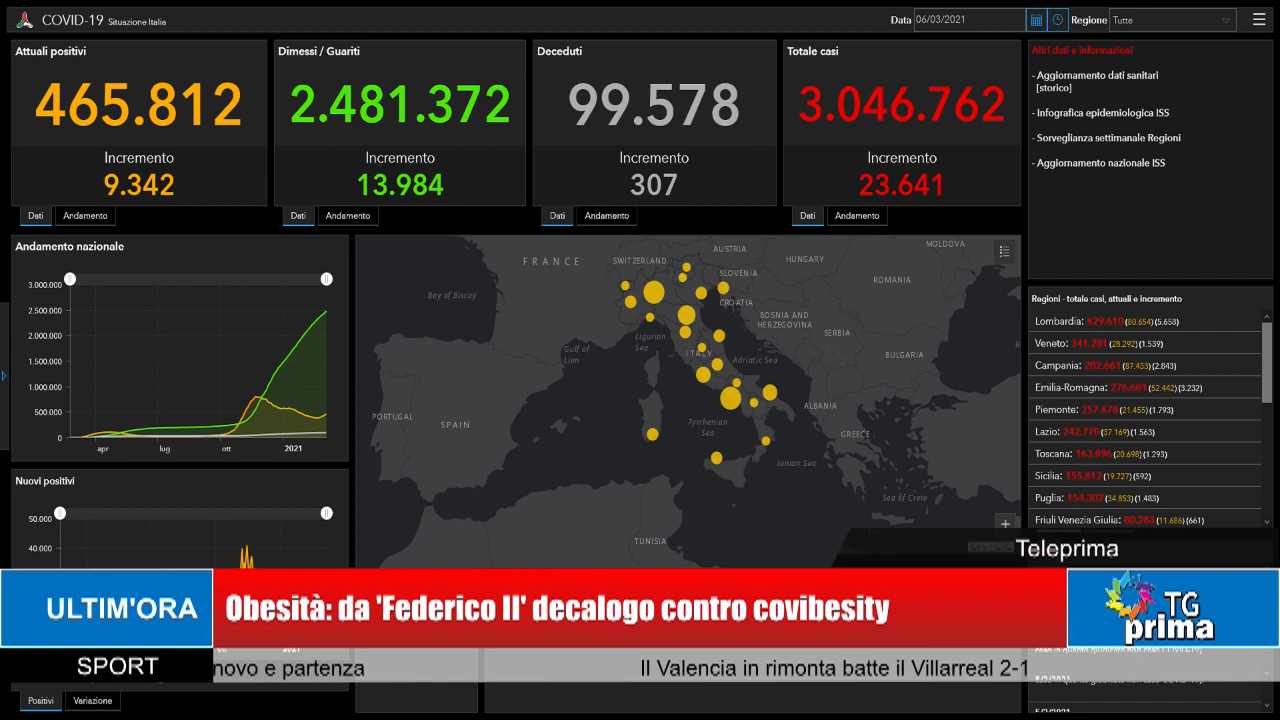 COVID-19 Situazione Italia
Data 06/03/2021 Regione Tutte
Attuali positivi
465.812
Incremento
9.342
Dati Andamento
Dimessi / Guariti
2.481.372
Incremento
13.984
Dati Andamento
Deceduti
99.578
Incremento
307
Dati Andamento
Totale casi
3.046.762
Incremento
23.641
Dati Andamento
Altri dati e informazioni
- Aggiornamento dati sanitari
[storico]
- Infografica epidemiologica ISS
- Sorveglianza settimanale Regioni
- Aggiornamento nazionale ISS
Andamento nazionale
3.000.000
2.500.000
2.000.000
1.500.000
1.000.000
500.000
0
apr lug ott 2021
Nuovi positivi
50.000
40.000
FRANCE
SWITZERLAND
AUSTRIA
HUNGARY
MOLDOVA
SLOVENIA
ROMANIA
Bay of Biscay
CROATIA
BOSNIA AND
HERZEGOVINA
SERBIA
Ligurian
Sea
Gulf of
Lion
ITALY
Adriatic Sea
BULGARIA
PORTUGAL
SPAIN
ALBANIA
Tyrrhenian
Sea
GREECE
Ionian Sea
Sea of Crete
TUNISIA
Regioni - totale casi, attuali e incremento
Lombardia: 629.610 (80.654) (5.658)
Veneto: 341.281 (28.292) (1.539)
Campania: 282.661 (87.433) (2.843)
Emilia-Romagna: 276.601 (52.442) (3.232)
Piemonte: 257.678 (21.455) (1.793)
Lazio: 242.770 (37.169) (1.563)
Toscana: 163.096 (20.698) (1.293)
Sicilia: 155.812 (19.727) (592)
Puglia: 154.302 (34.853) (1.483)
Friuli Venezia Giulia: 80.283 (11.686) (661)
Teleprima
ULTIM'ORA
Obesità: da 'Federico II' decalogo contro covibesity
TG
prima
SPORT
novo e partenza Il Valencia in rimonta batte il Villarreal 2-1
Positivi Variazione